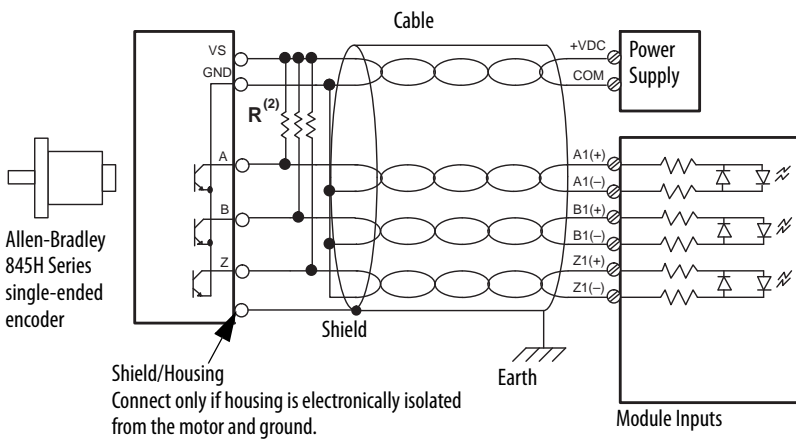 Cable
VS
GND
+VDC
COM
Power
Supply
R(2)
A
A1(+)
A1(–)
B
B1(+)
B1(–)
Z
Z1(+)
Z1(–)
Allen-Bradley
845H Series
single-ended
encoder
Shield
Earth
Shield/Housing
Connect only if housing is electronically isolated
from the motor and ground.
Module Inputs